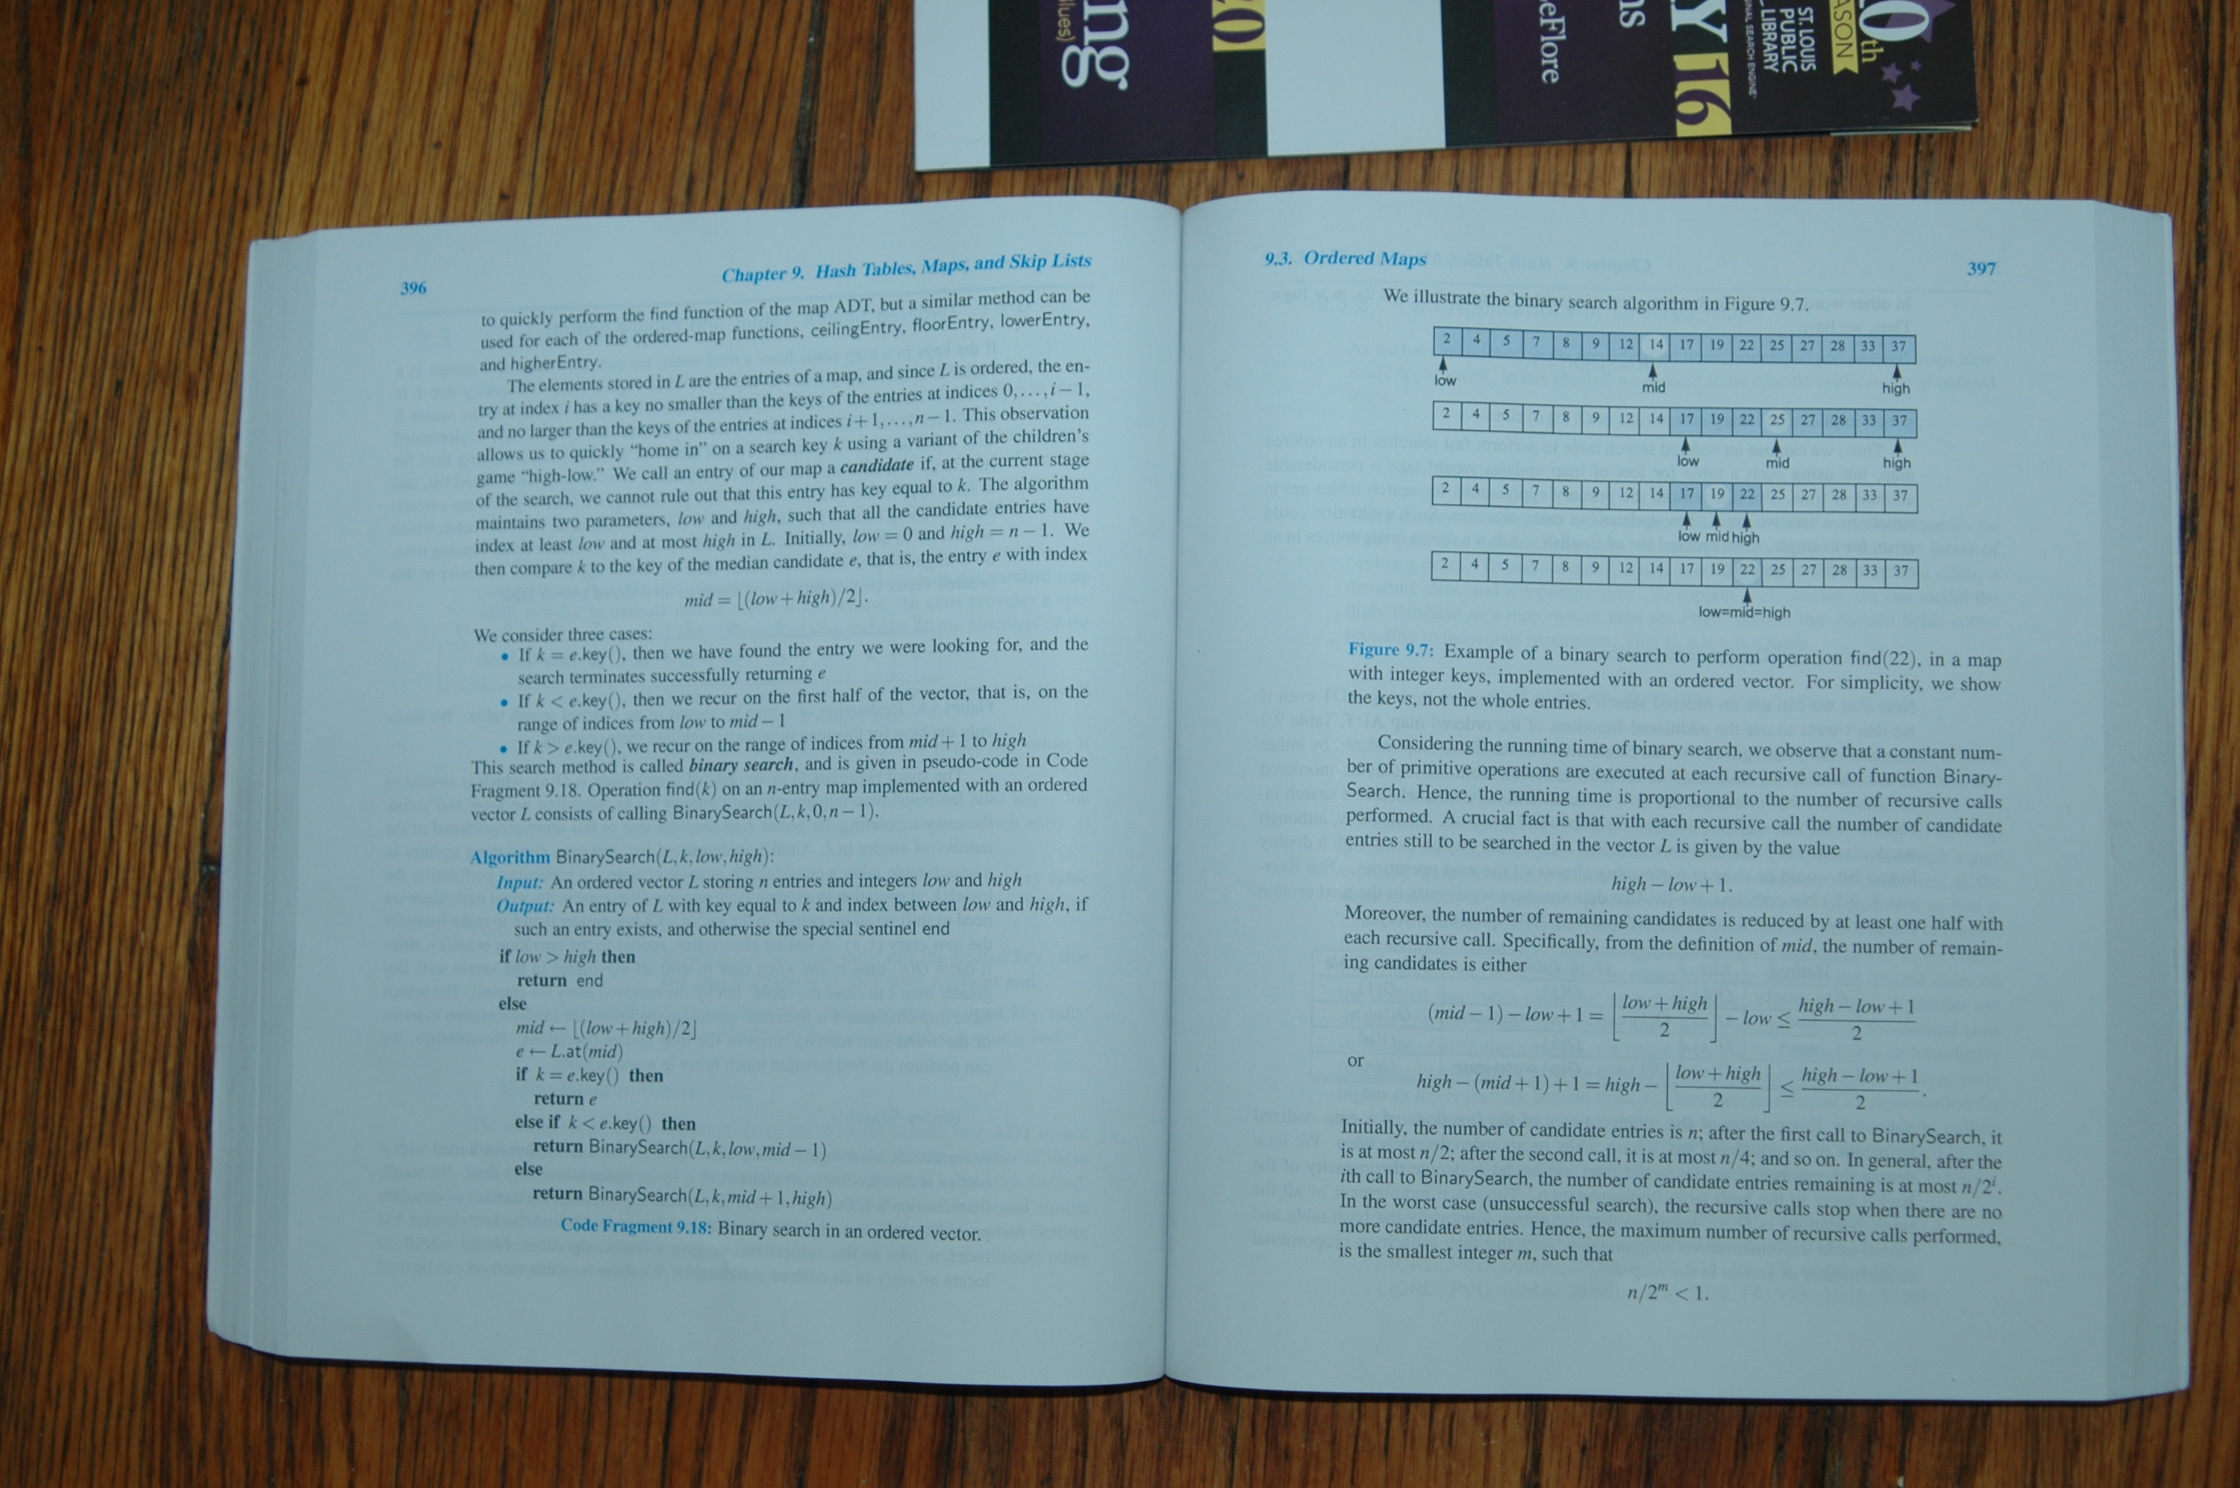 ng
lues)
20
eFlore
ns
Y 16
ST. LOUIS
PUBLIC
LIBRARY
SEARCH ENGINE
0th
ASON
396
Chapter 9. Hash Tables, Maps, and Skip Lists
to quickly perform the find function of the map ADT, but a similar method can be
used for each of the ordered-map functions, ceilingEntry, floorEntry, lowerEntry,
and higherEntry.
The elements stored in L are the entries of a map, and since L is ordered, the en-
try at index i has a key no smaller than the keys of the entries at indices 0,...,i−1,
and no larger than the keys of the entries at indices i+1,...,n−1. This observation
allows us to quickly “home in” on a search key k using a variant of the children’s
game “high-low.” We call an entry of our map a candidate if, at the current stage
of the search, we cannot rule out that this entry has key equal to k. The algorithm
maintains two parameters, low and high, such that all the candidate entries have
index at least low and at most high in L. Initially, low = 0 and high = n−1. We
then compare k to the key of the median candidate e, that is, the entry e with index
mid = ⌊(low+high)/2⌋.
We consider three cases:
• If k = e.key(), then we have found the entry we were looking for, and the
search terminates successfully returning e
• If k < e.key(), then we recur on the first half of the vector, that is, on the
range of indices from low to mid−1
• If k > e.key(), we recur on the range of indices from mid+1 to high
This search method is called binary search, and is given in pseudo-code in Code
Fragment 9.18. Operation find(k) on an n-entry map implemented with an ordered
vector L consists of calling BinarySearch(L,k,0,n−1).
Algorithm BinarySearch(L,k,low,high):
Input: An ordered vector L storing n entries and integers low and high
Output: An entry of L with key equal to k and index between low and high, if
such an entry exists, and otherwise the special sentinel end
if low > high then
return end
else
mid ← ⌊(low+high)/2⌋
e ← L.at(mid)
if k = e.key() then
return e
else if k < e.key() then
return BinarySearch(L,k,low,mid−1)
else
return BinarySearch(L,k,mid+1,high)
Code Fragment 9.18: Binary search in an ordered vector.
9.3. Ordered Maps
397
We illustrate the binary search algorithm in Figure 9.7.
2 4 5 7 8 9 12 14 17 19 22 25 27 28 33 37
low mid high
2 4 5 7 8 9 12 14 17 19 22 25 27 28 33 37
low mid high
2 4 5 7 8 9 12 14 17 19 22 25 27 28 33 37
low mid high
2 4 5 7 8 9 12 14 17 19 22 25 27 28 33 37
low=mid=high
Figure 9.7: Example of a binary search to perform operation find(22), in a map
with integer keys, implemented with an ordered vector. For simplicity, we show
the keys, not the whole entries.
Considering the running time of binary search, we observe that a constant num-
ber of primitive operations are executed at each recursive call of function Binary-
Search. Hence, the running time is proportional to the number of recursive calls
performed. A crucial fact is that with each recursive call the number of candidate
entries still to be searched in the vector L is given by the value
high − low + 1.
Moreover, the number of remaining candidates is reduced by at least one half with
each recursive call. Specifically, from the definition of mid, the number of remain-
ing candidates is either
(mid − 1) − low + 1 = ⌊(low + high)/2⌋ − low ≤ (high − low + 1)/2
or
high − (mid + 1) + 1 = high − ⌊(low + high)/2⌋ ≤ (high − low + 1)/2.
Initially, the number of candidate entries is n; after the first call to BinarySearch, it
is at most n/2; after the second call, it is at most n/4; and so on. In general, after the
ith call to BinarySearch, the number of candidate entries remaining is at most n/2^i.
In the worst case (unsuccessful search), the recursive calls stop when there are no
more candidate entries. Hence, the maximum number of recursive calls performed,
is the smallest integer m, such that
n/2^m < 1.